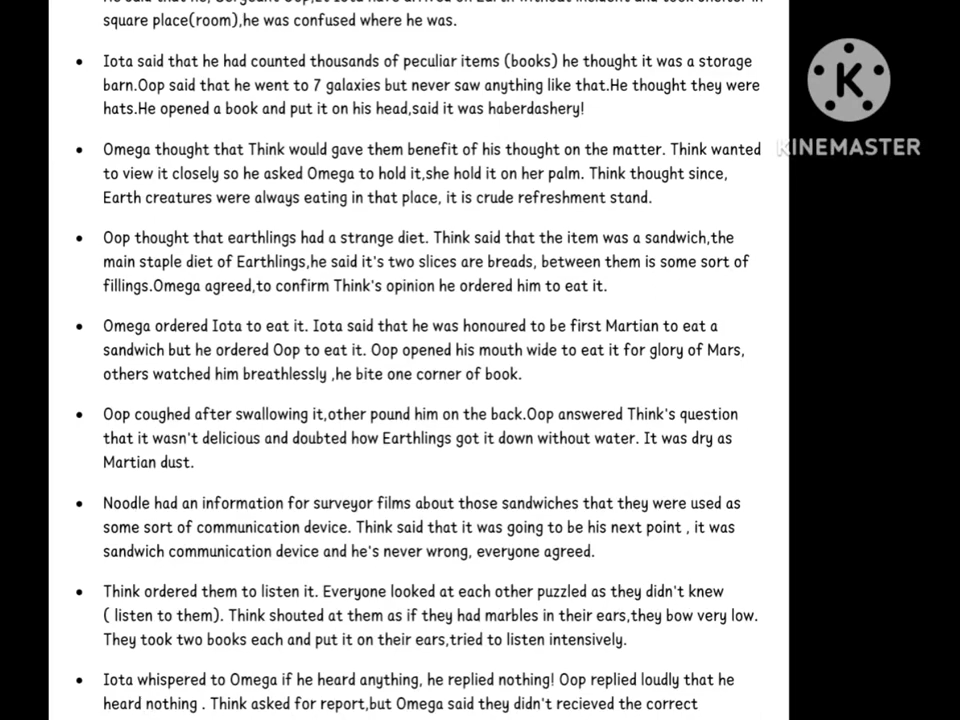 square place(room),he was confused where he was.
Iota said that he had counted thousands of peculiar items (books) he thought it was a storage
barn.Oop said that he went to 7 galaxies but never saw anything like that.He thought they were
hats.He opened a book and put it on his head,said it was haberdashery!
Omega thought that Think would gave them benefit of his thought on the matter. Think wanted
to view it closely so he asked Omega to hold it,she hold it on her palm. Think thought since,
Earth creatures were always eating in that place, it is crude refreshment stand.
Oop thought that earthlings had a strange diet. Think said that the item was a sandwich,the
main staple diet of Earthlings,he said it's two slices are breads, between them is some sort of
fillings.Omega agreed,to confirm Think's opinion he ordered him to eat it.
Omega ordered Iota to eat it. Iota said that he was honoured to be first Martian to eat a
sandwich but he ordered Oop to eat it. Oop opened his mouth wide to eat it for glory of Mars,
others watched him breathlessly ,he bite one corner of book.
Oop coughed after swallowing it,other pound him on the back.Oop answered Think's question
that it wasn't delicious and doubted how Earthlings got it down without water. It was dry as
Martian dust.
Noodle had an information for surveyor films about those sandwiches that they were used as
some sort of communication device. Think said that it was going to be his next point , it was
sandwich communication device and he's never wrong, everyone agreed.
Think ordered them to listen it. Everyone looked at each other puzzled as they didn't knew
( listen to them). Think shouted at them as if they had marbles in their ears,they bow very low.
They took two books each and put it on their ears,tried to listen intensively.
Iota whispered to Omega if he heard anything, he replied nothing! Oop replied loudly that he
heard nothing . Think asked for report,but Omega said they didn't recieved the correct
KINEMASTER